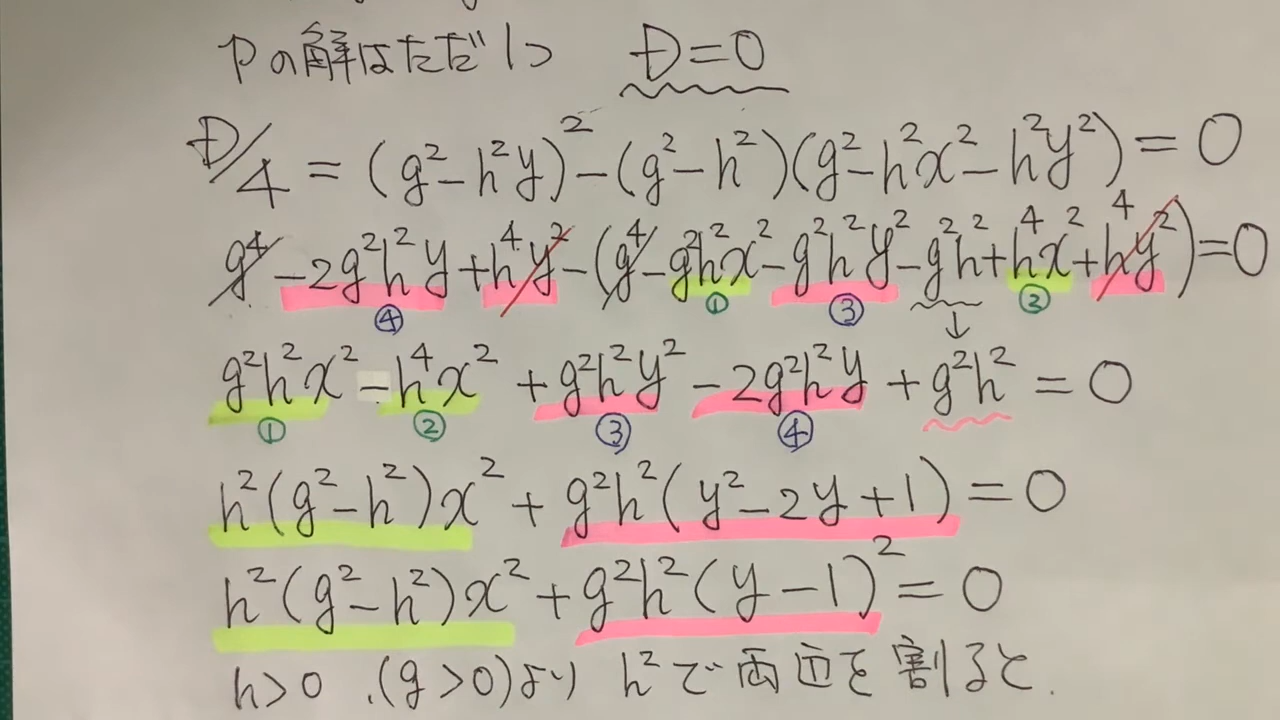 Pの解はただ1つ D=0
D/4 = (g²-h²y)²-(g²-h²)(g²-h²x²-h²y²)=0
g⁴-2g²h²y+h⁴y²-(g⁴-g²h²x²-g²h²y²-g²h²+h⁴x²+h⁴y²)=0
④ ① ③ ↓ ②
g²h²x²-h⁴x²+g²h²y²-2g²h²y+g²h²=0
① ② ③ ④
h²(g²-h²)x²+g²h²(y²-2y+1)=0
h²(g²-h²)x²+g²h²(y-1)²=0
h>0 .(g>0)より h²で両辺を割ると.